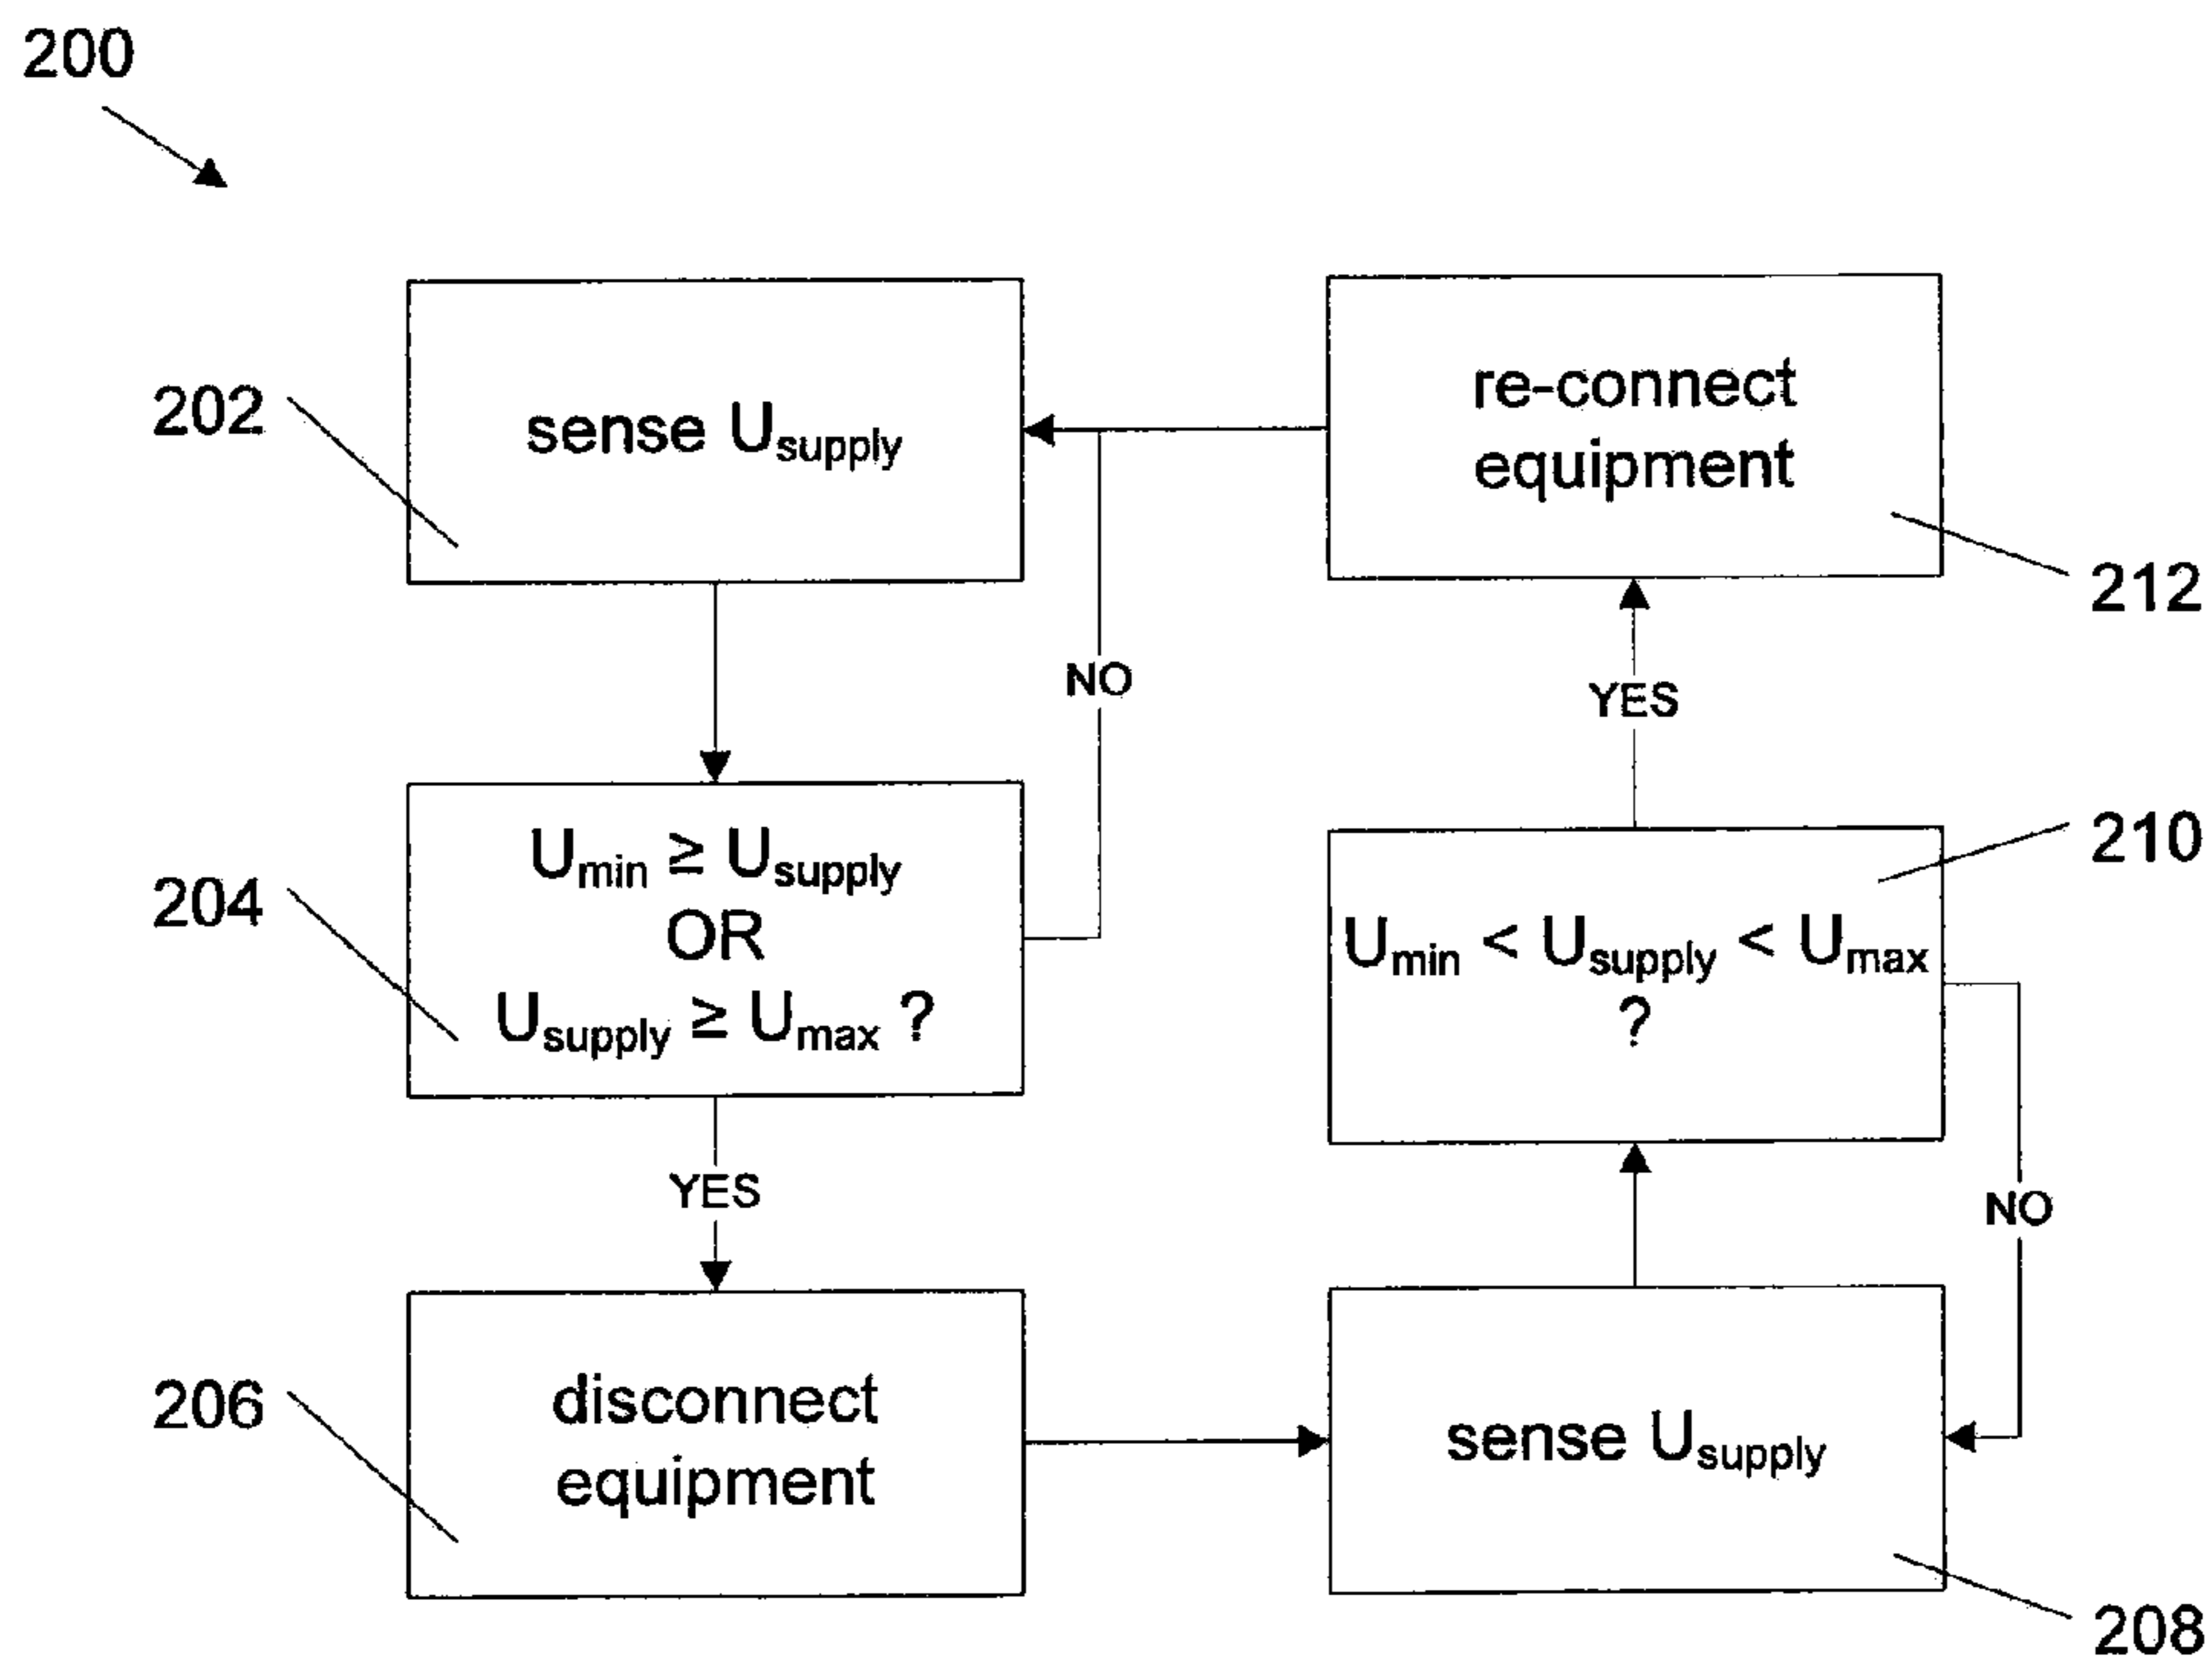 200
202
sense Usupply
re-connect
equipment
212
NO
YES
204
Umin ≥ Usupply
OR
Usupply ≥ Umax ?
210
Umin < Usupply < Umax
?
YES
NO
206
disconnect
equipment
sense Usupply
208